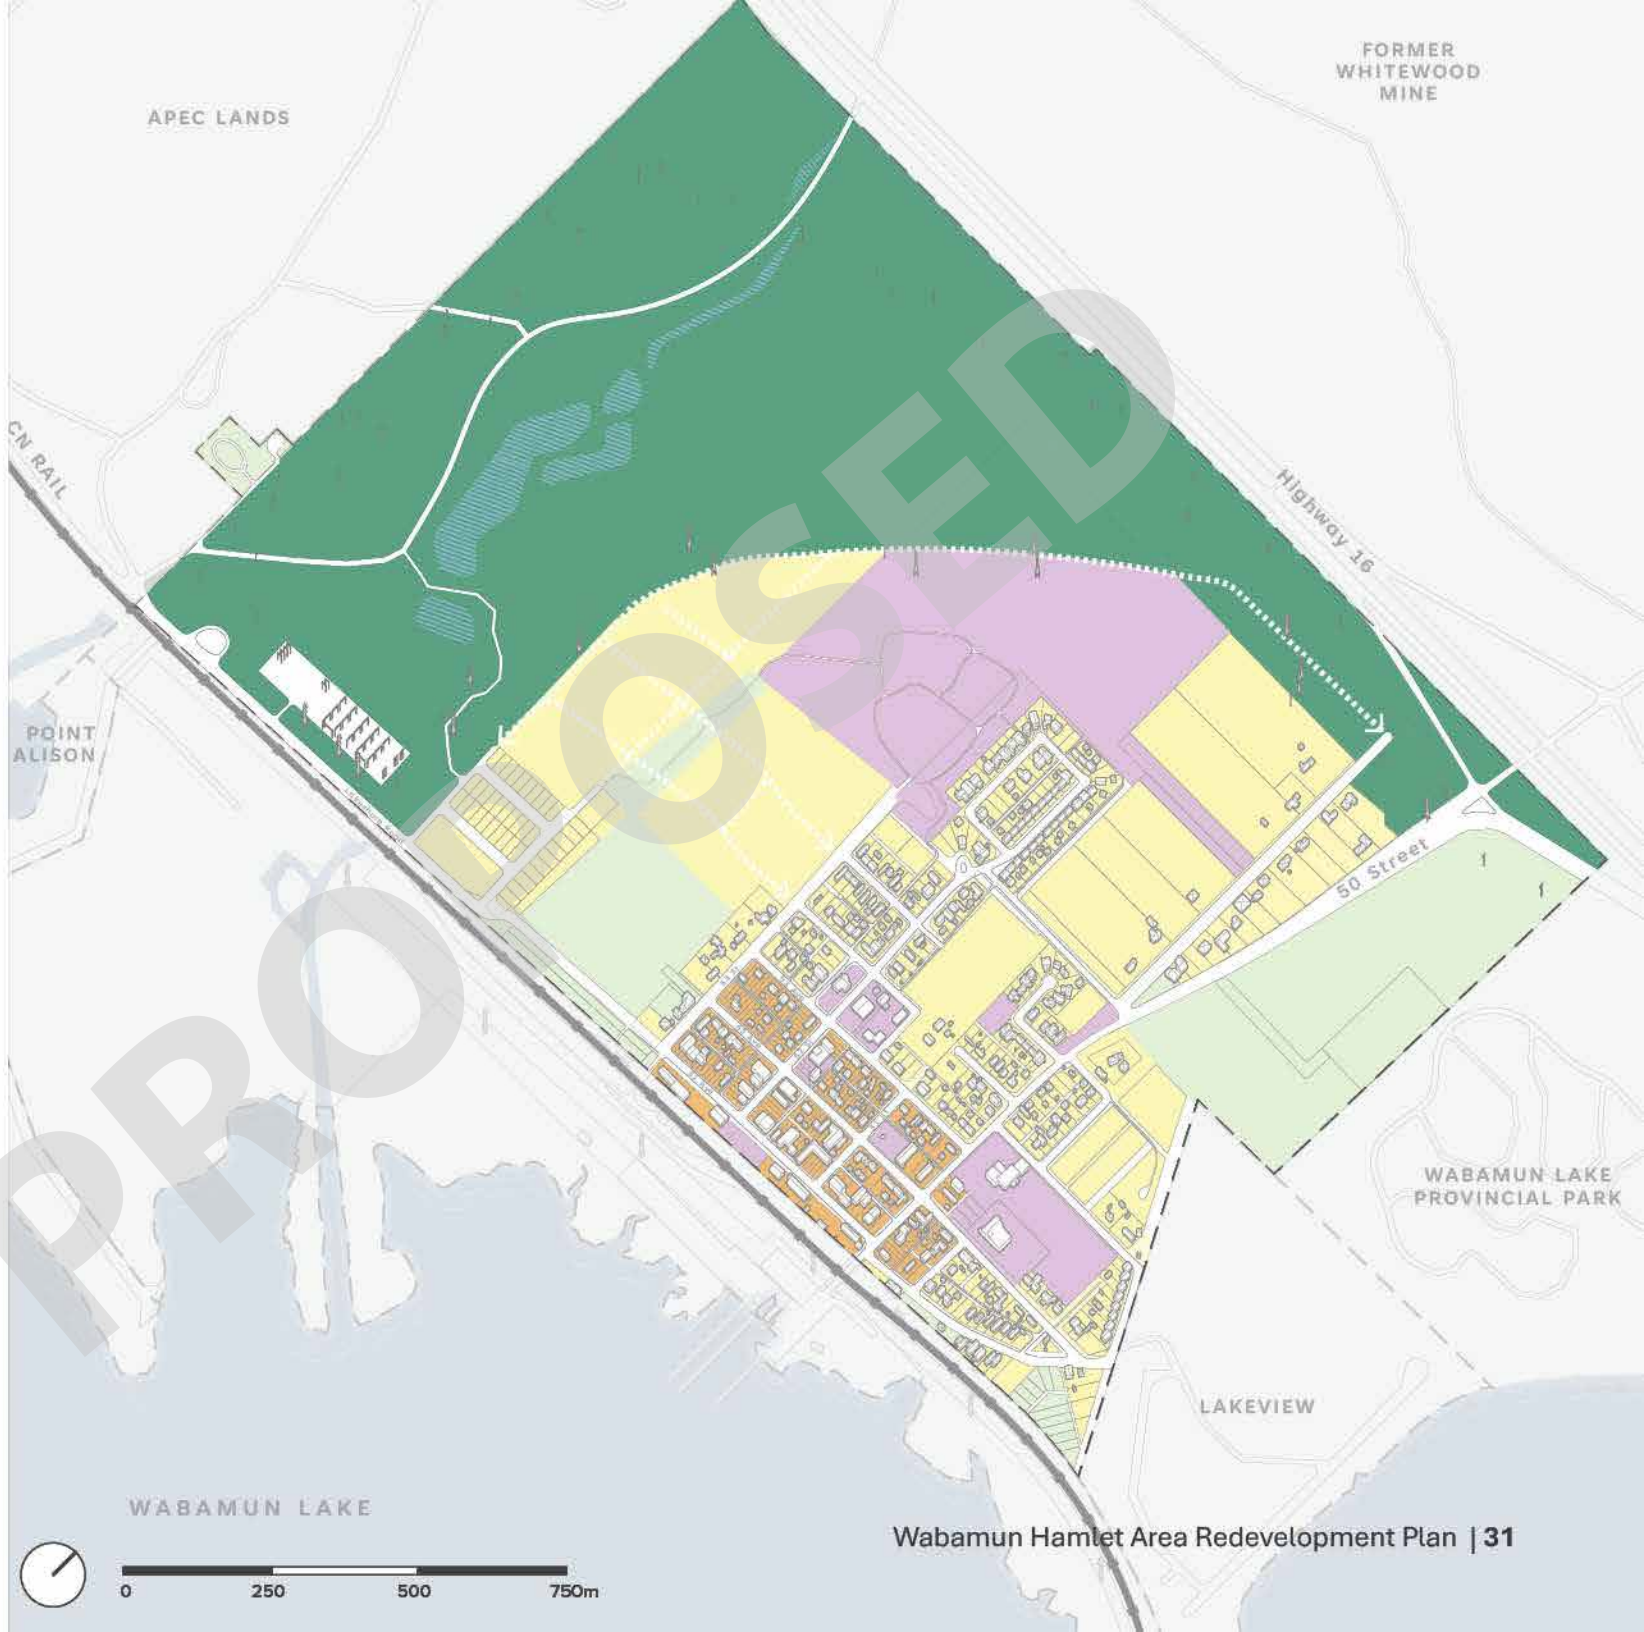 FORMER
WHITEWOOD
MINE
APEC LANDS
CN RAIL
Highway 16
POINT
ALISON
50 Street
WABAMUN LAKE
PROVINCIAL PARK
LAKEVIEW
WABAMUN LAKE
Wabamun Hamlet Area Redevelopment Plan | 31
0 250 500 750m
PROPOSED